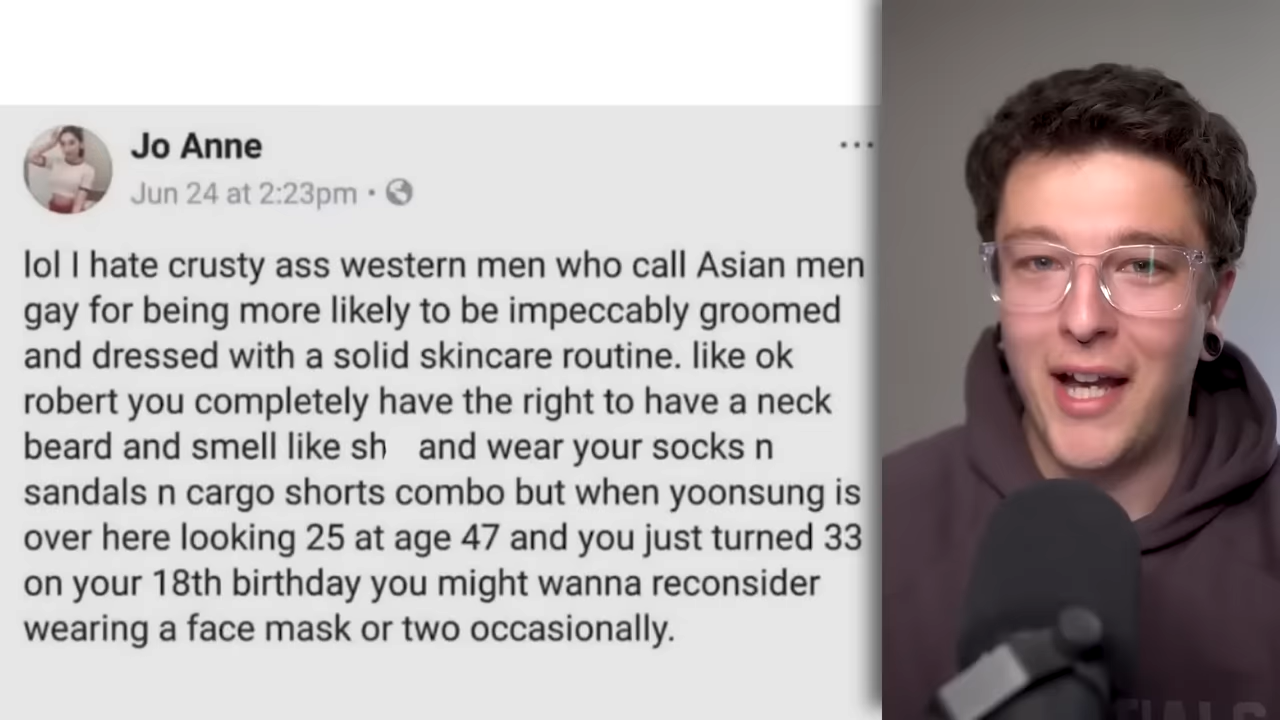 Jo Anne
Jun 24 at 2:23pm •
lol I hate crusty ass western men who call Asian men
gay for being more likely to be impeccably groomed
and dressed with a solid skincare routine. like ok
robert you completely have the right to have a neck
beard and smell like sh and wear your socks n
sandals n cargo shorts combo but when yoonsung is
over here looking 25 at age 47 and you just turned 33
on your 18th birthday you might wanna reconsider
wearing a face mask or two occasionally.